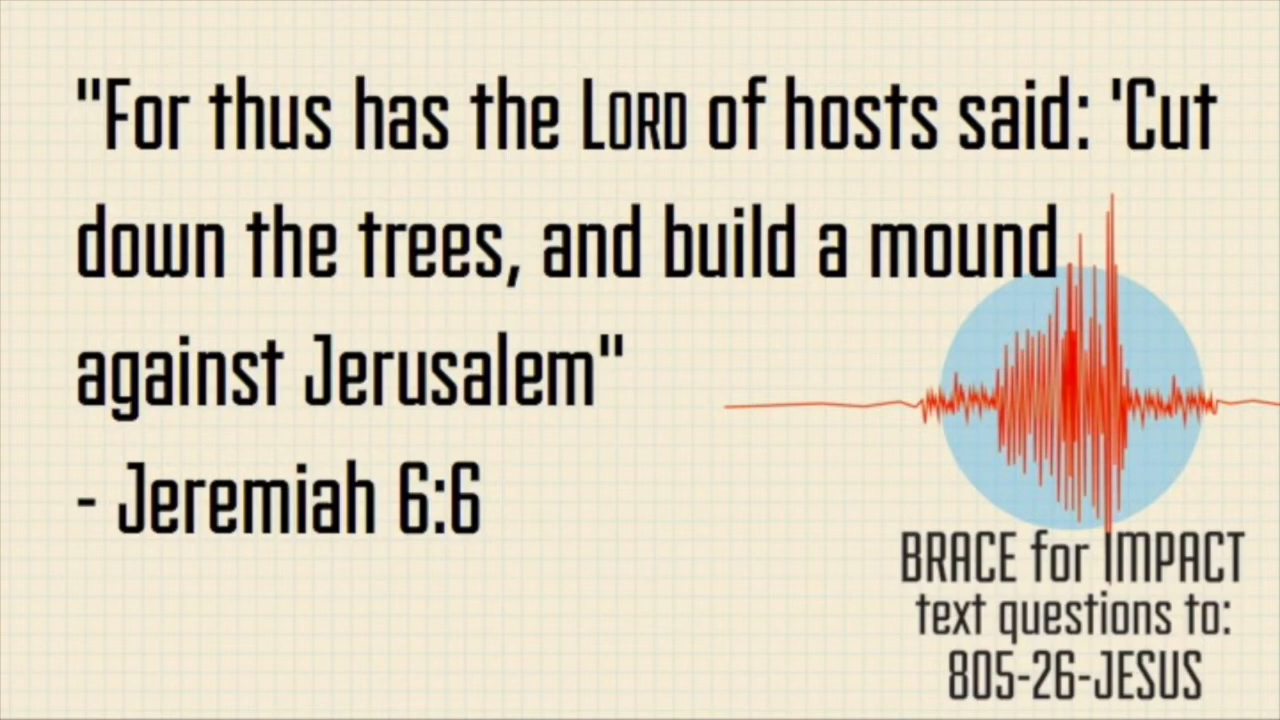 "For thus has the LORD of hosts said: 'Cut
down the trees, and build a mound
against Jerusalem"
- Jeremiah 6:6
BRACE for IMPACT
text questions to:
805-26-JESUS